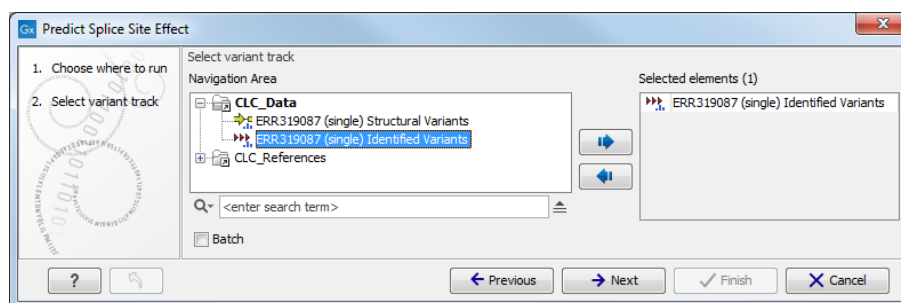 Gx Predict Splice Site Effect
1. Choose where to run
2. Select variant track
Select variant track
Navigation Area
CLC_Data
ERR319087 (single) Structural Variants
ERR319087 (single) Identified Variants
CLC_References
<enter search term>
Batch
Selected elements (1)
ERR319087 (single) Identified Variants
?
Previous
Next
Finish
Cancel